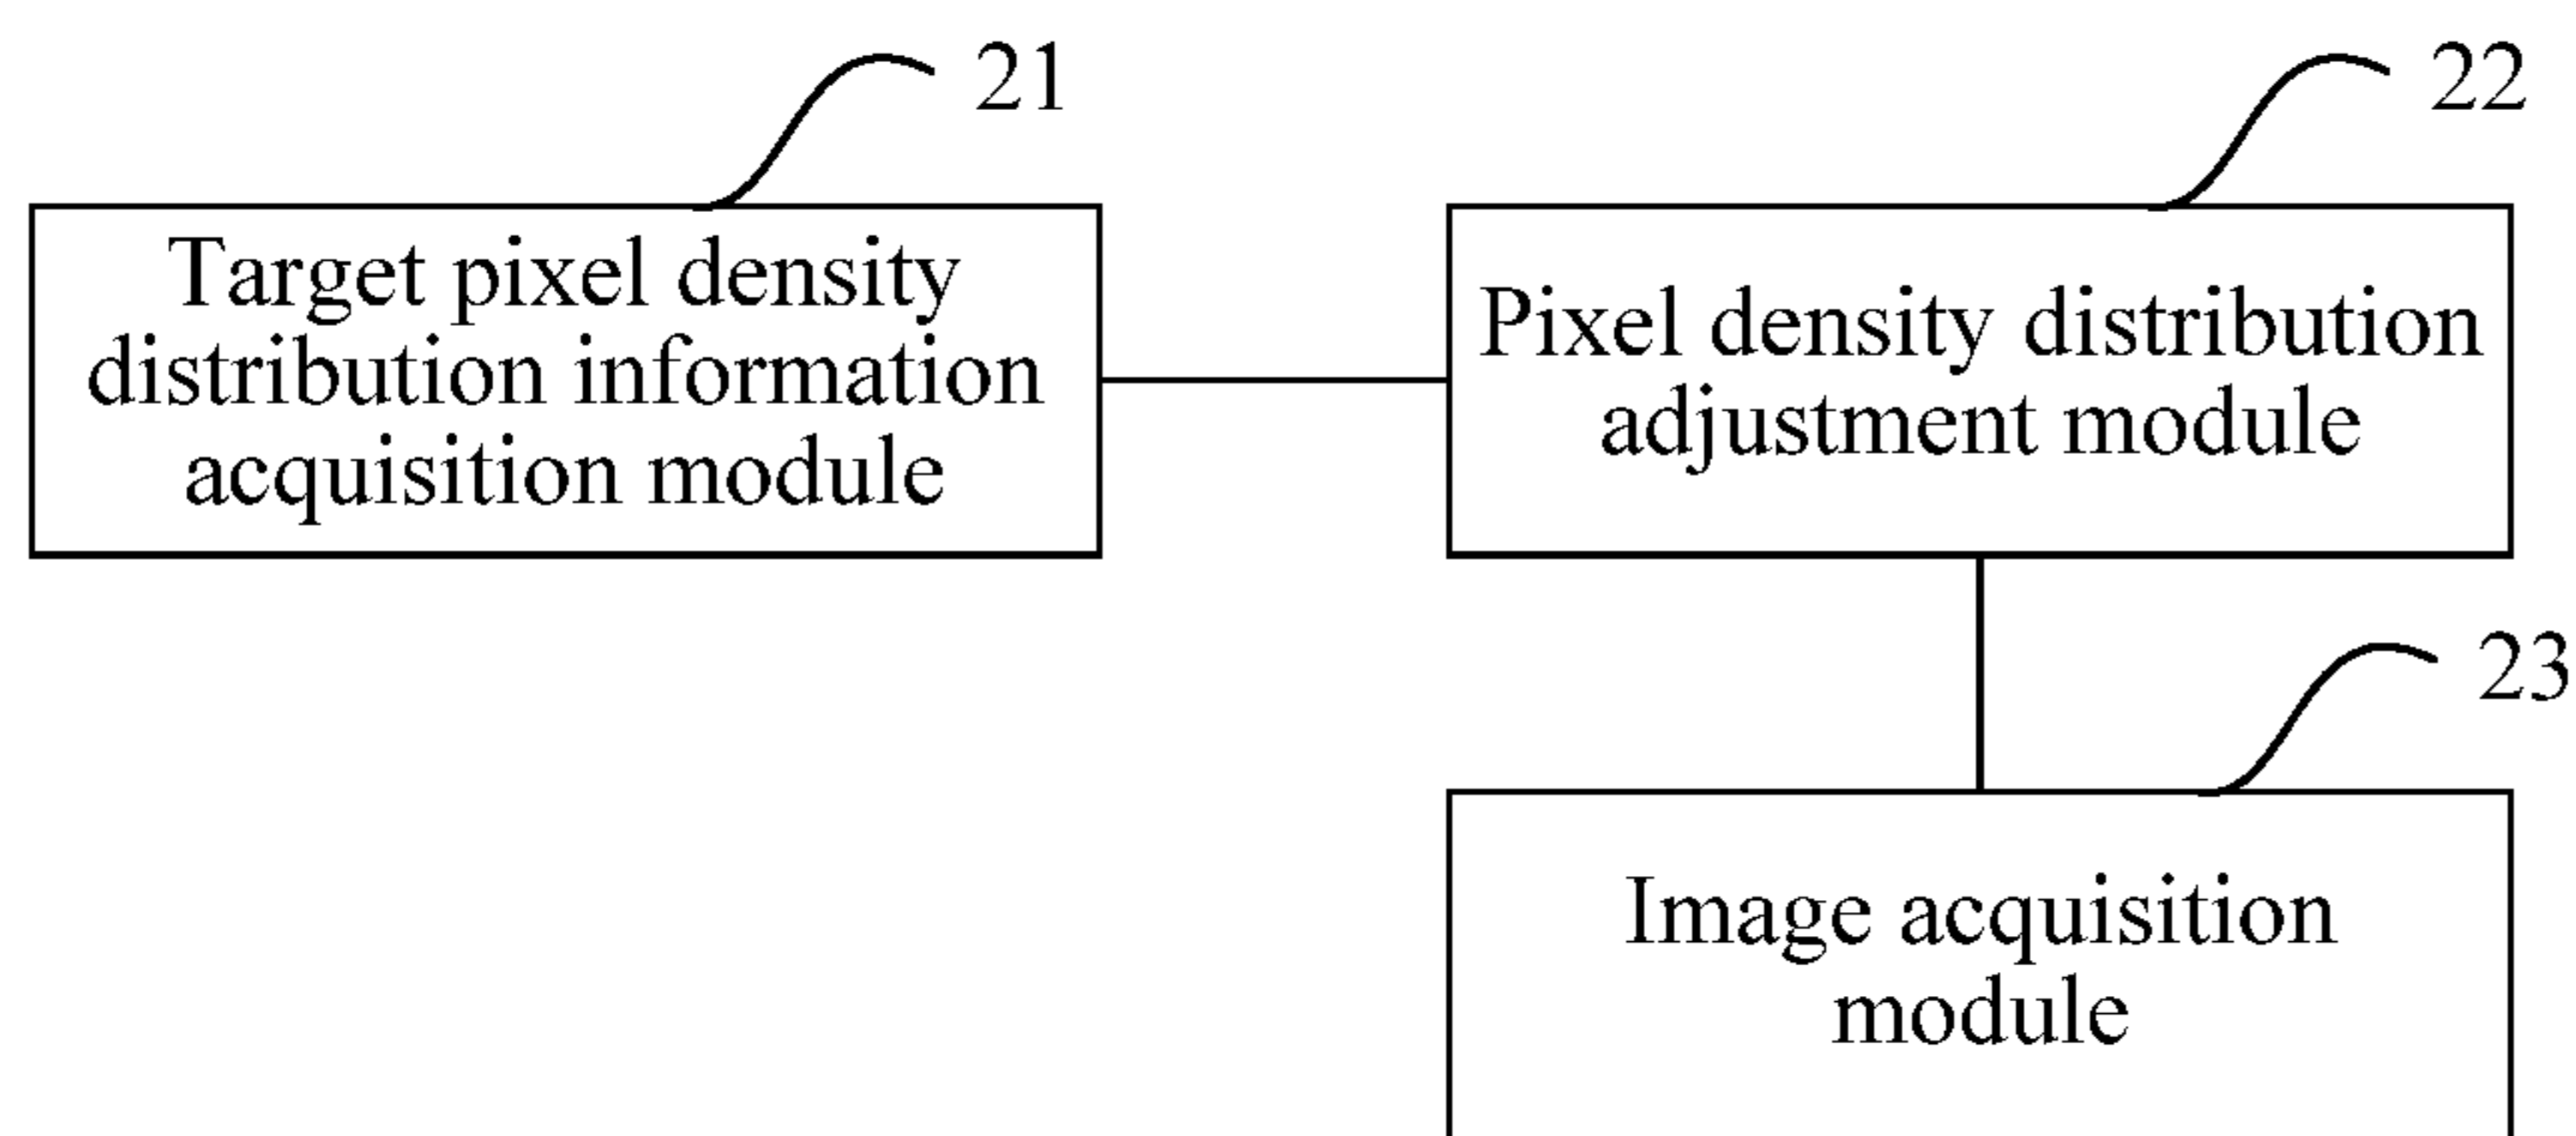 21
22
Target pixel density
distribution information
acquisition module
Pixel density distribution
adjustment module
23
Image acquisition
module